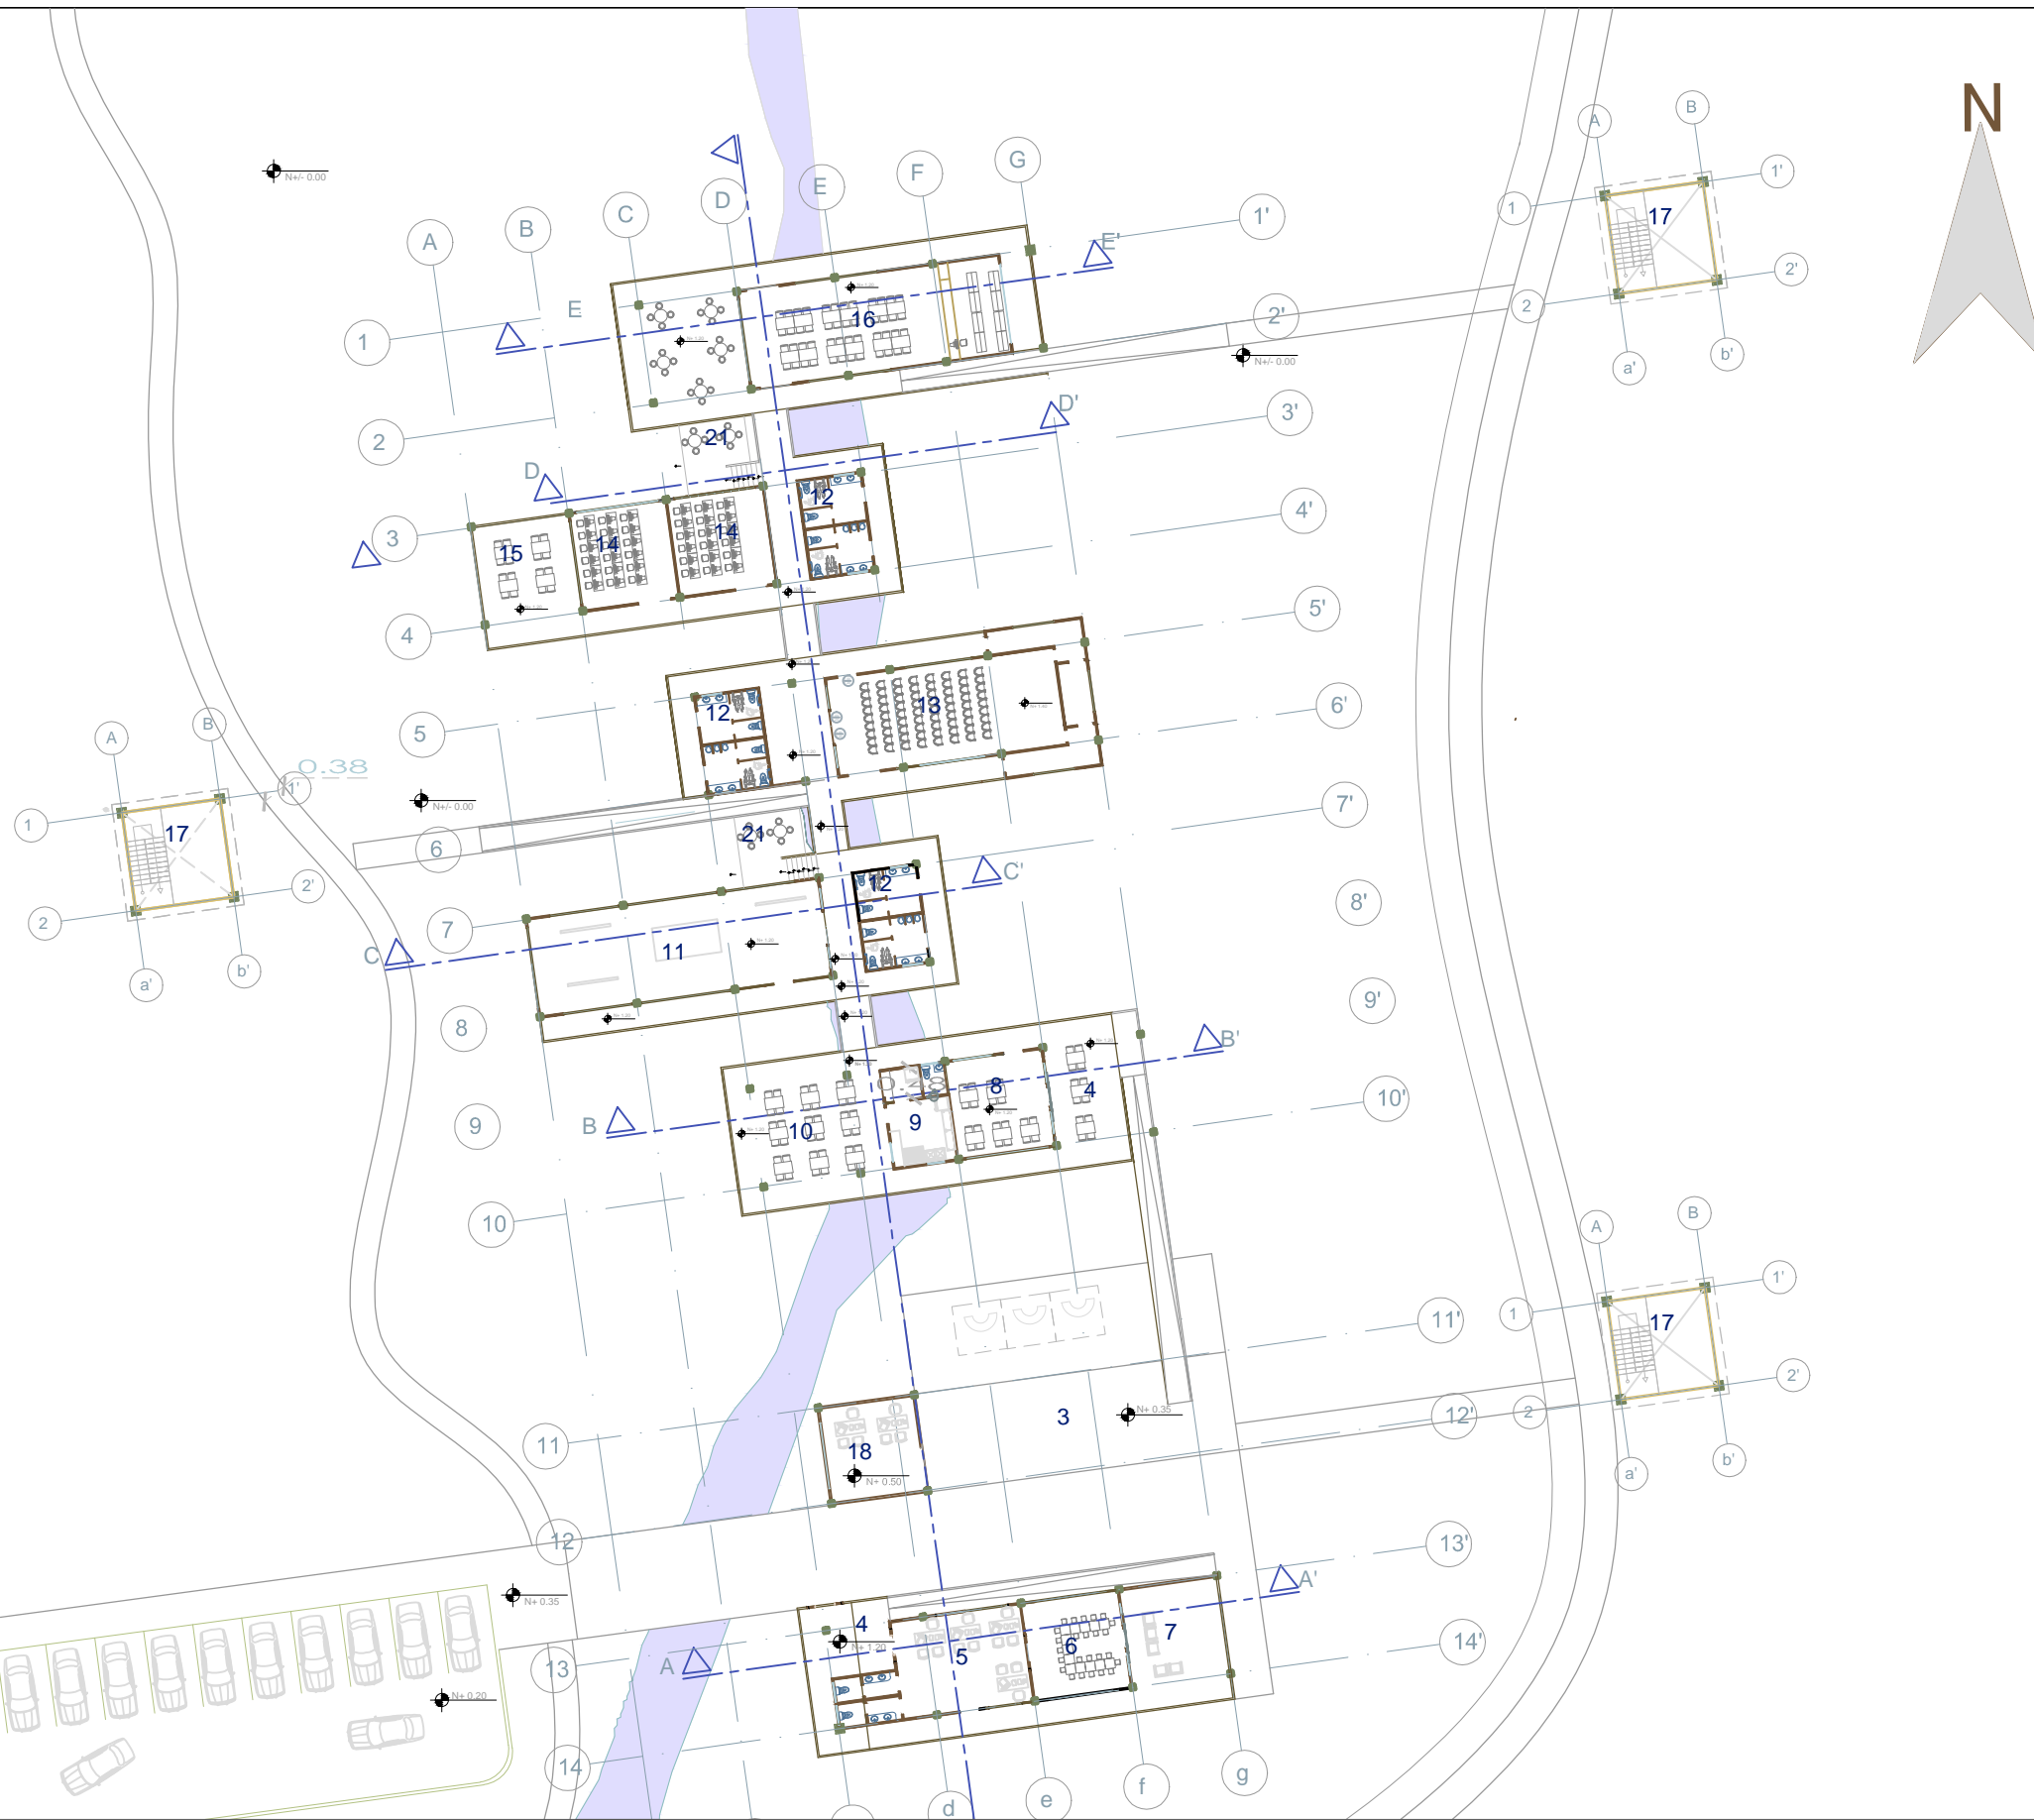 N
A
B
1'
1
17
2'
2
a'
b'
N+/- 0.00
A
B
C
D
E
F
G
1'
E'
E
1
16
2'
N+/- 0.00
2
21
D'
3'
D
12
3
15
14
14
4'
4
5'
12
13
5
6'
A
B
0.38
1'
1
17
2'
2
a'
b'
N+/- 0.00
6
21
7'
12
C'
7
C
11
8'
8
9'
B'
9
B
10
9
0.38
8
4
10'
10
A
B
1'
1
17
2'
2
a'
b'
11'
3
N+ 0.35
12'
11
18
N+ 0.50
12
13'
N+ 0.35
A'
4
N+ 1.20
5
6
7
14'
13
A
N+ 0.20
14
d
e
f
g